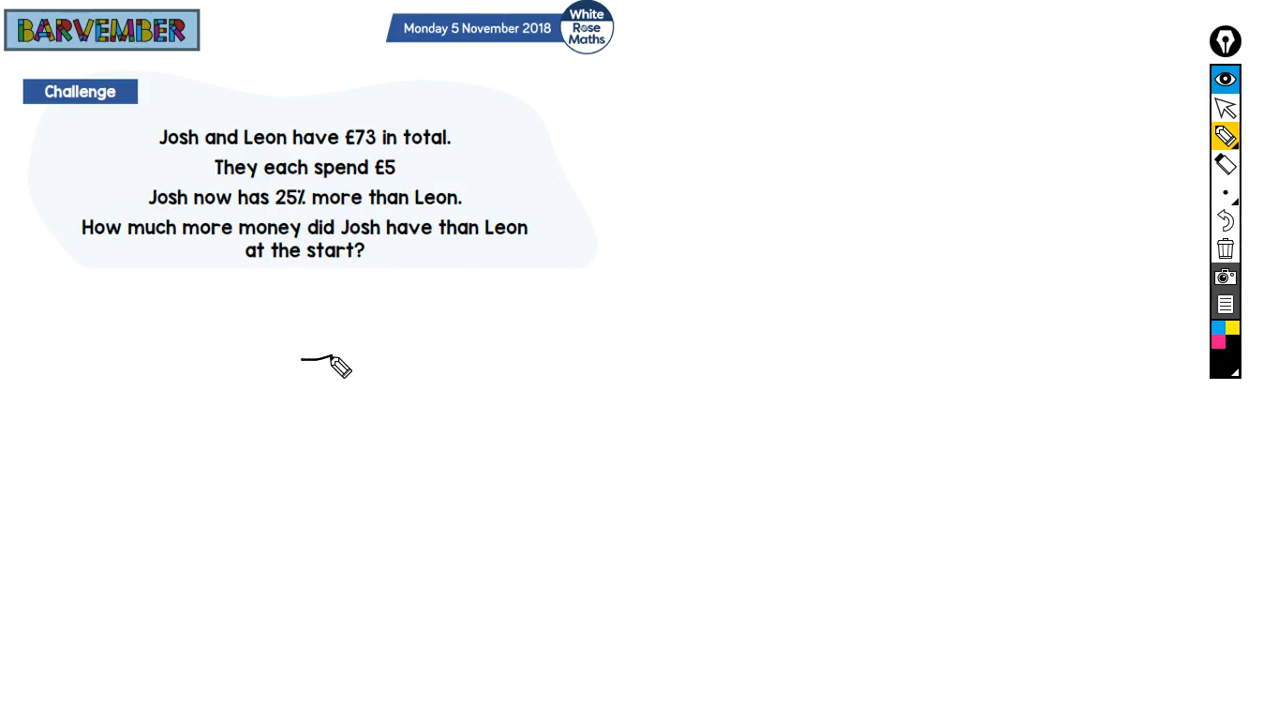 BARVEMBER
Monday 5 November 2018
White
Rose
Maths
Challenge
Josh and Leon have £73 in total.
They each spend £5
Josh now has 25% more than Leon.
How much more money did Josh have than Leon
at the start?